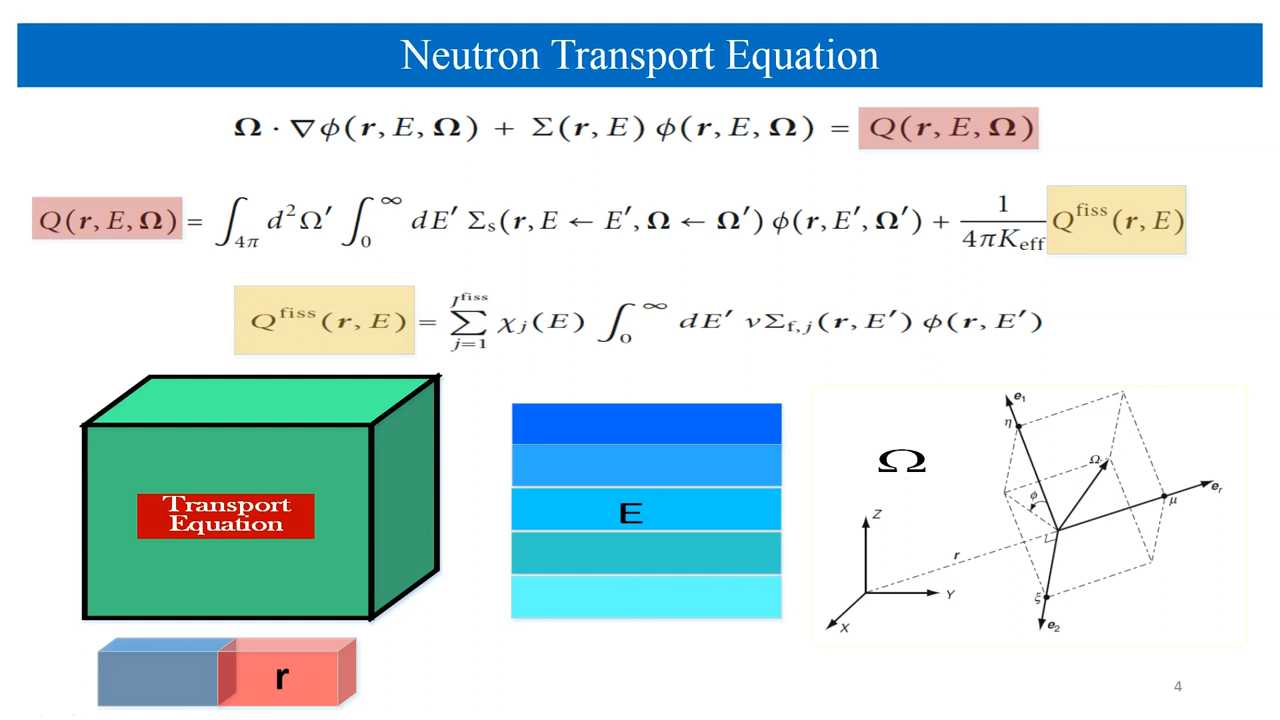 Neutron Transport Equation
Ω · ∇ϕ(r, E, Ω) + Σ(r, E) ϕ(r, E, Ω) = Q(r, E, Ω)
Q(r, E, Ω) = ∫_{4π} d²Ω′ ∫_0^∞ dE′ Σ_s(r, E ← E′, Ω ← Ω′) ϕ(r, E′, Ω′) + 1/(4πK_eff) Q^fiss(r, E)
Q^fiss(r, E) = ∑_{j=1}^{J^fiss} χ_j(E) ∫_0^∞ dE′ νΣ_{f,j}(r, E′) ϕ(r, E′)
Transport
Equation
E
r
Ω
e₁
η
Ω
ϕ
e_r
μ
Z
r
Y
X
ξ
e₂
4